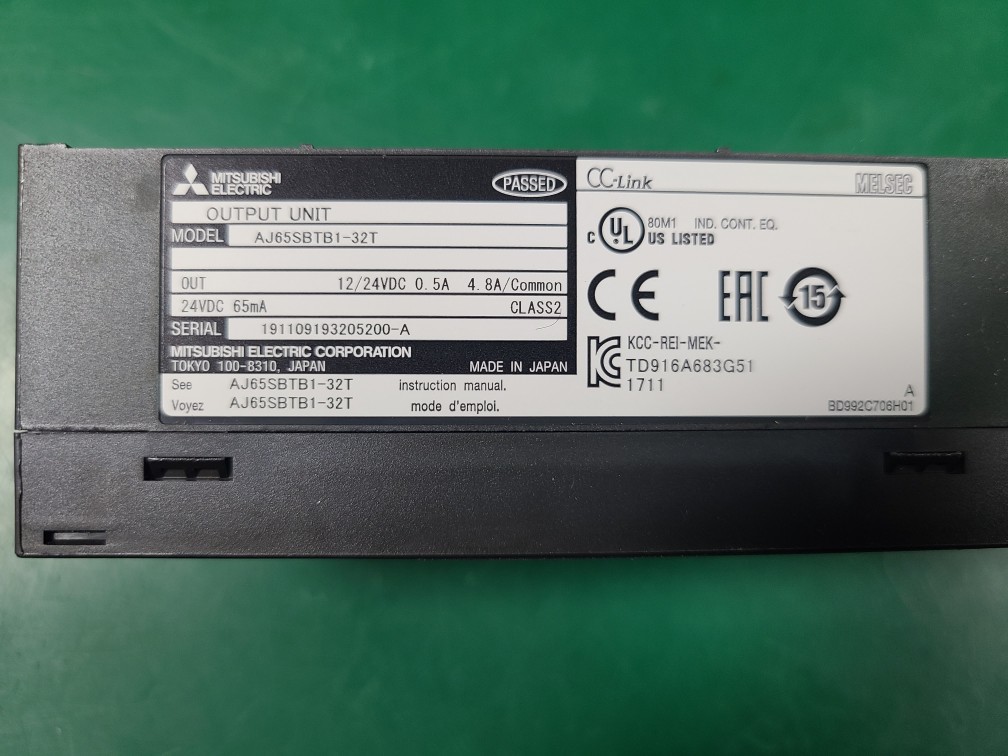 MITSUBISHI
ELECTRIC
PASSED
OUTPUT UNIT
MODEL AJ65SBTB1-32T
OUT 12/24VDC 0.5A 4.8A/Common
24VDC 65mA CLASS2
SERIAL 191109193205200-A
MITSUBISHI ELECTRIC CORPORATION
TOKYO 100-8310, JAPAN MADE IN JAPAN
See AJ65SBTB1-32T instruction manual.
Voyez AJ65SBTB1-32T mode d'emploi.
CC-Link MELSEC
C UL US LISTED 80M1 IND. CONT. EQ.
CE EAC 15
KCC-REI-MEK-
TD916A683G51
1711
A
BD992C706H01